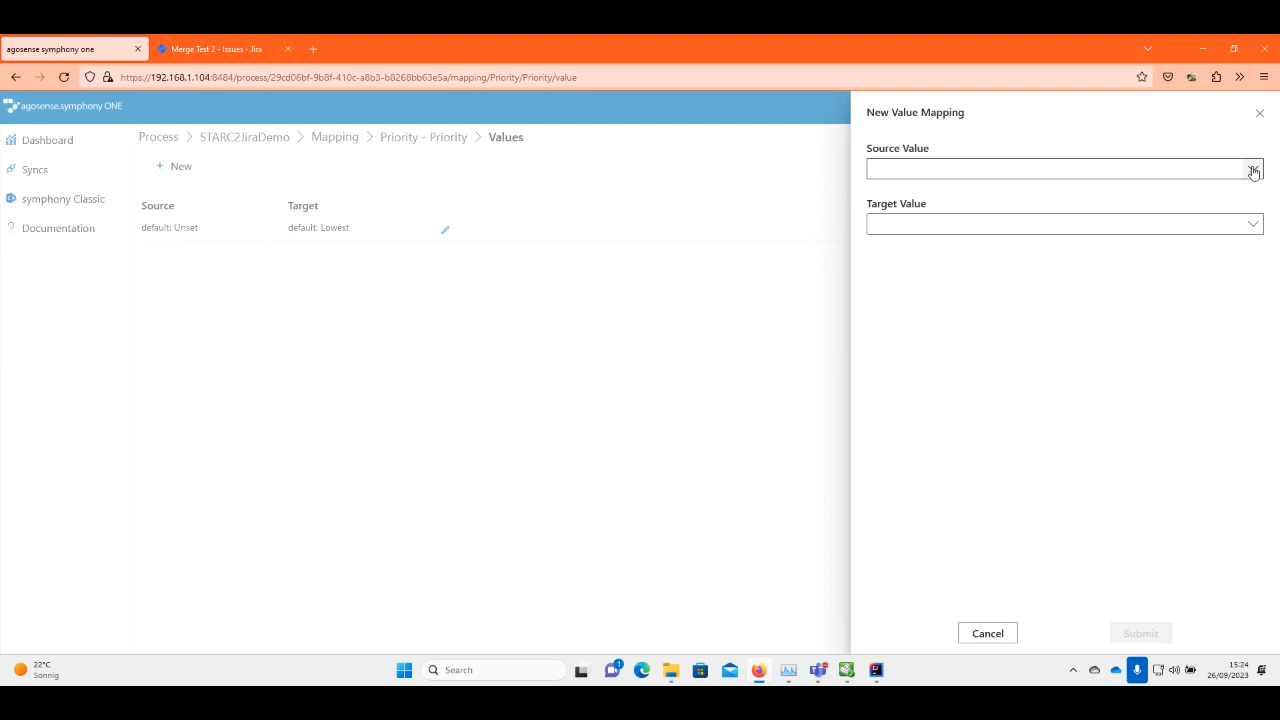 agosense symphony one
Merge Test 2 - Issues - Jira
https://192.168.1.104:8484/process/29cd06bf-9b8f-410c-a8b3-b8268bb63e5a/mapping/Priority/Priority/value
agosense.symphony ONE
New Value Mapping
Dashboard
Process > STARC2JiraDemo > Mapping > Priority - Priority > Values
Source Value
Syncs
+ New
symphony Classic
Source Target
Target Value
Documentation
default: Unset default: Lowest
Cancel Submit
22°C
Sonnig
Search
1
15:24
26/09/2023